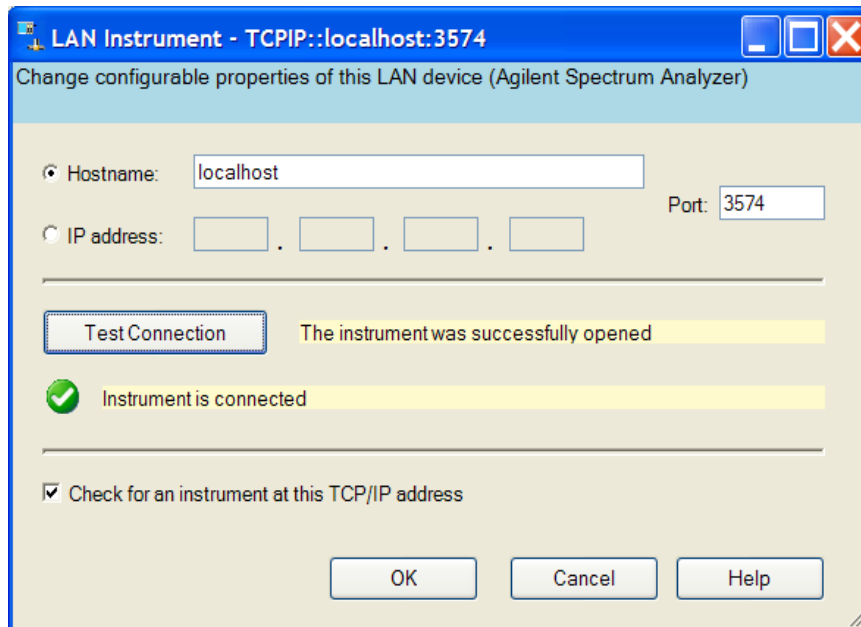 LAN Instrument - TCPIP::localhost:3574
Change configurable properties of this LAN device (Agilent Spectrum Analyzer)
Hostname: localhost
Port: 3574
IP address: . . .
Test Connection The instrument was successfully opened
Instrument is connected
Check for an instrument at this TCP/IP address
OK Cancel Help